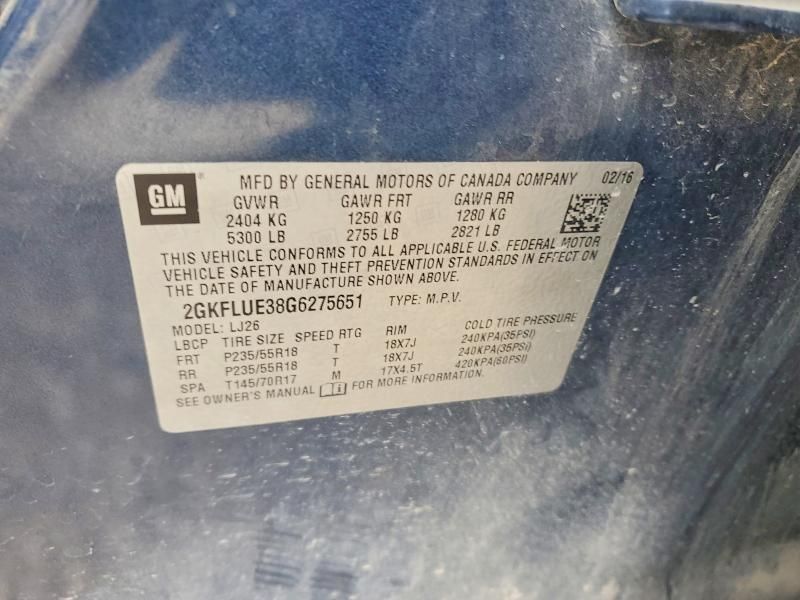 GM
MFD BY GENERAL MOTORS OF CANADA COMPANY 02/16
GVWR GAWR FRT GAWR RR
2404 KG 1250 KG 1280 KG
5300 LB 2755 LB 2821 LB
THIS VEHICLE CONFORMS TO ALL APPLICABLE U.S. FEDERAL MOTOR
VEHICLE SAFETY AND THEFT PREVENTION STANDARDS IN EFFECT ON
THE DATE OF MANUFACTURE SHOWN ABOVE.
2GKFLUE38G6275651 TYPE: M.P.V.
MODEL: LJ26
LBCP TIRE SIZE SPEED RTG RIM COLD TIRE PRESSURE
FRT P235/55R18 T 18X7J 240KPA(35PSI)
RR P235/55R18 T 18X7J 240KPA(35PSI)
SPA T145/70R17 M 17X4.5T 420KPA(60PSI)
SEE OWNER'S MANUAL FOR MORE INFORMATION.